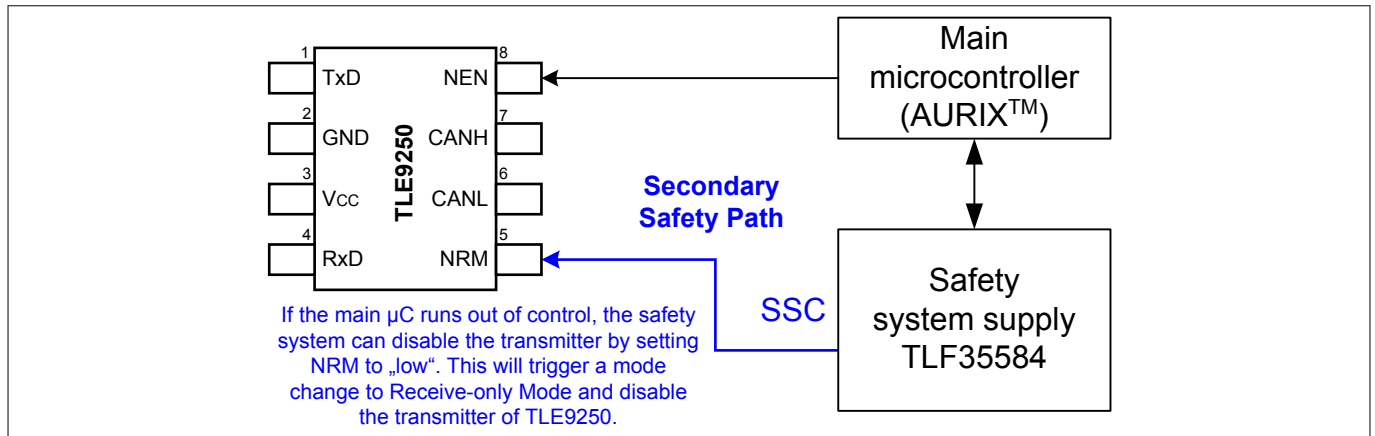 1
TxD
2
GND
3
Vcc
4
RxD
TLE9250
8
NEN
7
CANH
6
CANL
5
NRM
Main
microcontroller
(AURIX™)
Secondary
Safety Path
SSC
Safety
system supply
TLF35584
If the main µC runs out of control, the safety
system can disable the transmitter by setting
NRM to „low“. This will trigger a mode
change to Receive-only Mode and disable
the transmitter of TLE9250.